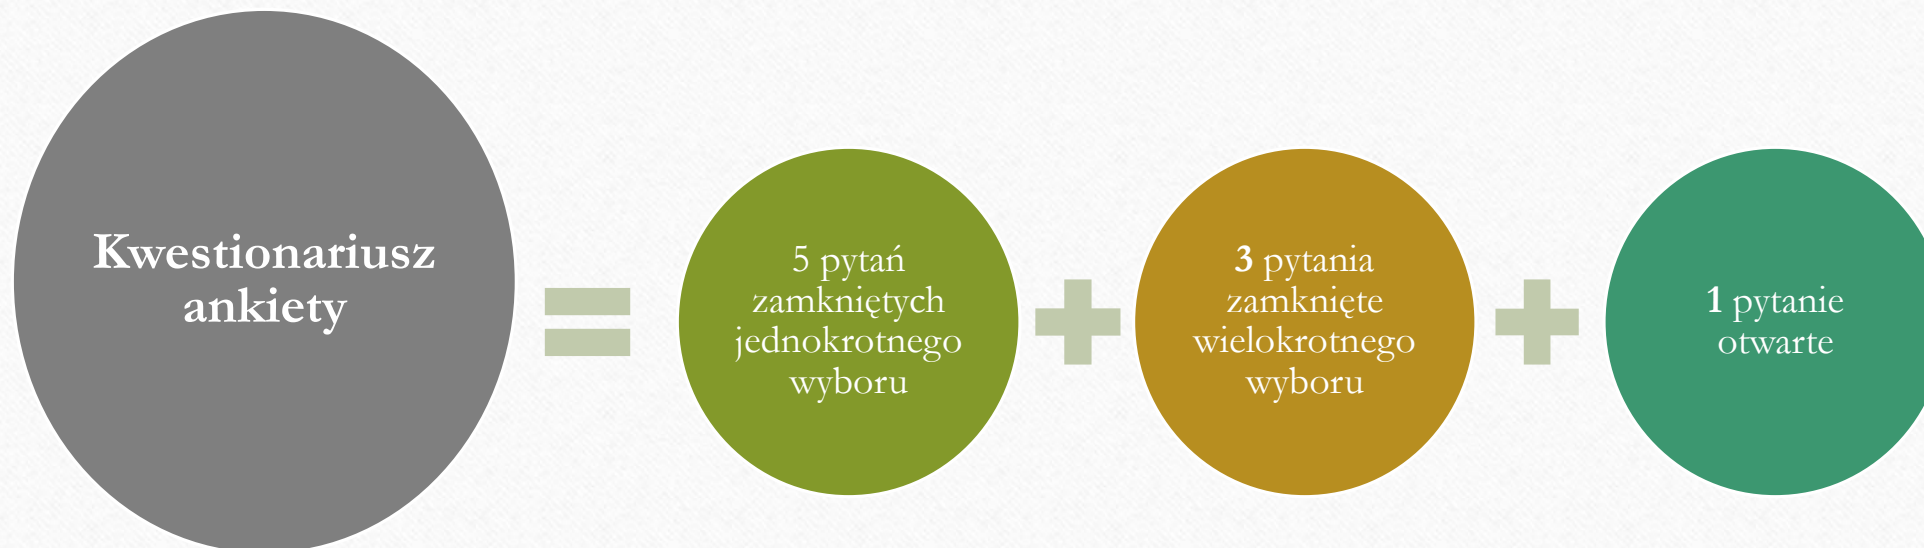 Kwestionariusz
ankiety
5 pytań
zamkniętych
jednokrotnego
wyboru
3 pytania
zamknięte
wielokrotnego
wyboru
1 pytanie
otwarte